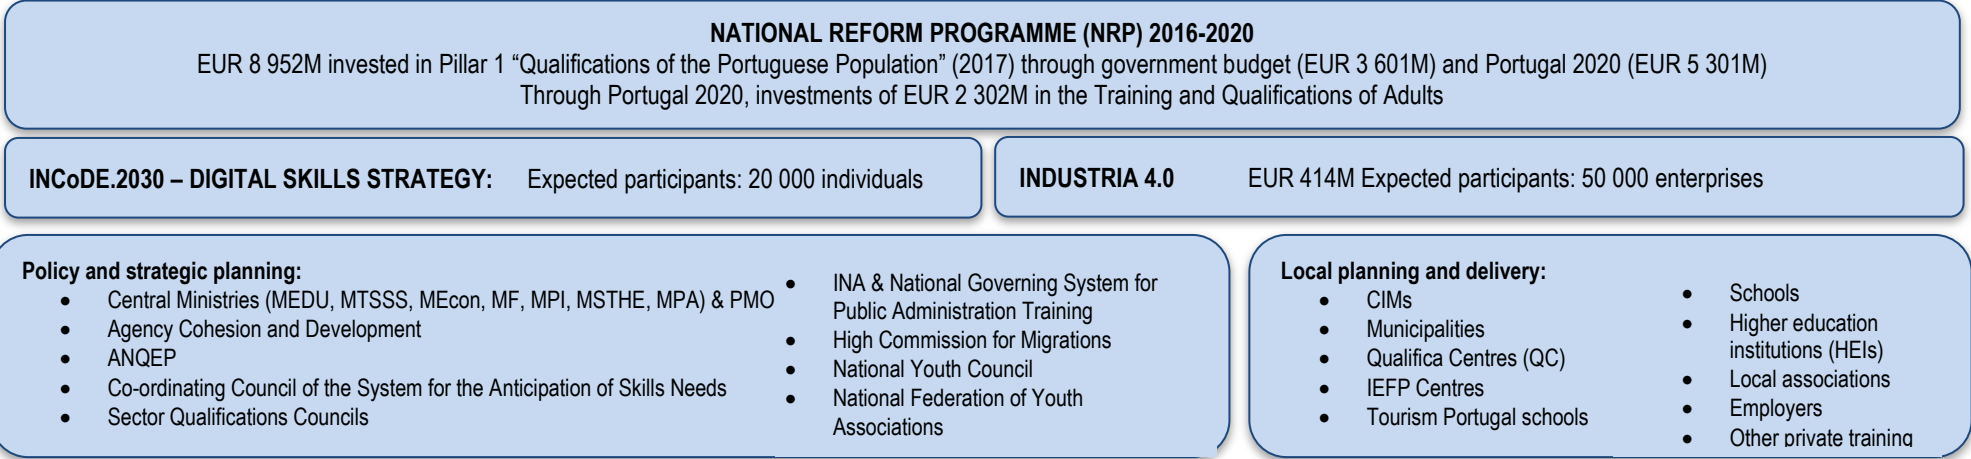 NATIONAL REFORM PROGRAMME (NRP) 2016-2020
EUR 8 952M invested in Pillar 1 “Qualifications of the Portuguese Population” (2017) through government budget (EUR 3 601M) and Portugal 2020 (EUR 5 301M)
Through Portugal 2020, investments of EUR 2 302M in the Training and Qualifications of Adults
INCoDE.2030 – DIGITAL SKILLS STRATEGY: Expected participants: 20 000 individuals
INDUSTRIA 4.0 EUR 414M Expected participants: 50 000 enterprises
Policy and strategic planning:
• Central Ministries (MEDU, MTSSS, MEcon, MF, MPI, MSTHE, MPA) & PMO
• Agency Cohesion and Development
• ANQEP
• Co-ordinating Council of the System for the Anticipation of Skills Needs
• Sector Qualifications Councils
• INA & National Governing System for
Public Administration Training
• High Commission for Migrations
• National Youth Council
• National Federation of Youth
Associations
Local planning and delivery:
• CIMs
• Municipalities
• Qualifica Centres (QC)
• IEFP Centres
• Tourism Portugal schools
• Schools
• Higher education
institutions (HEIs)
• Local associations
• Employers
• Other private training